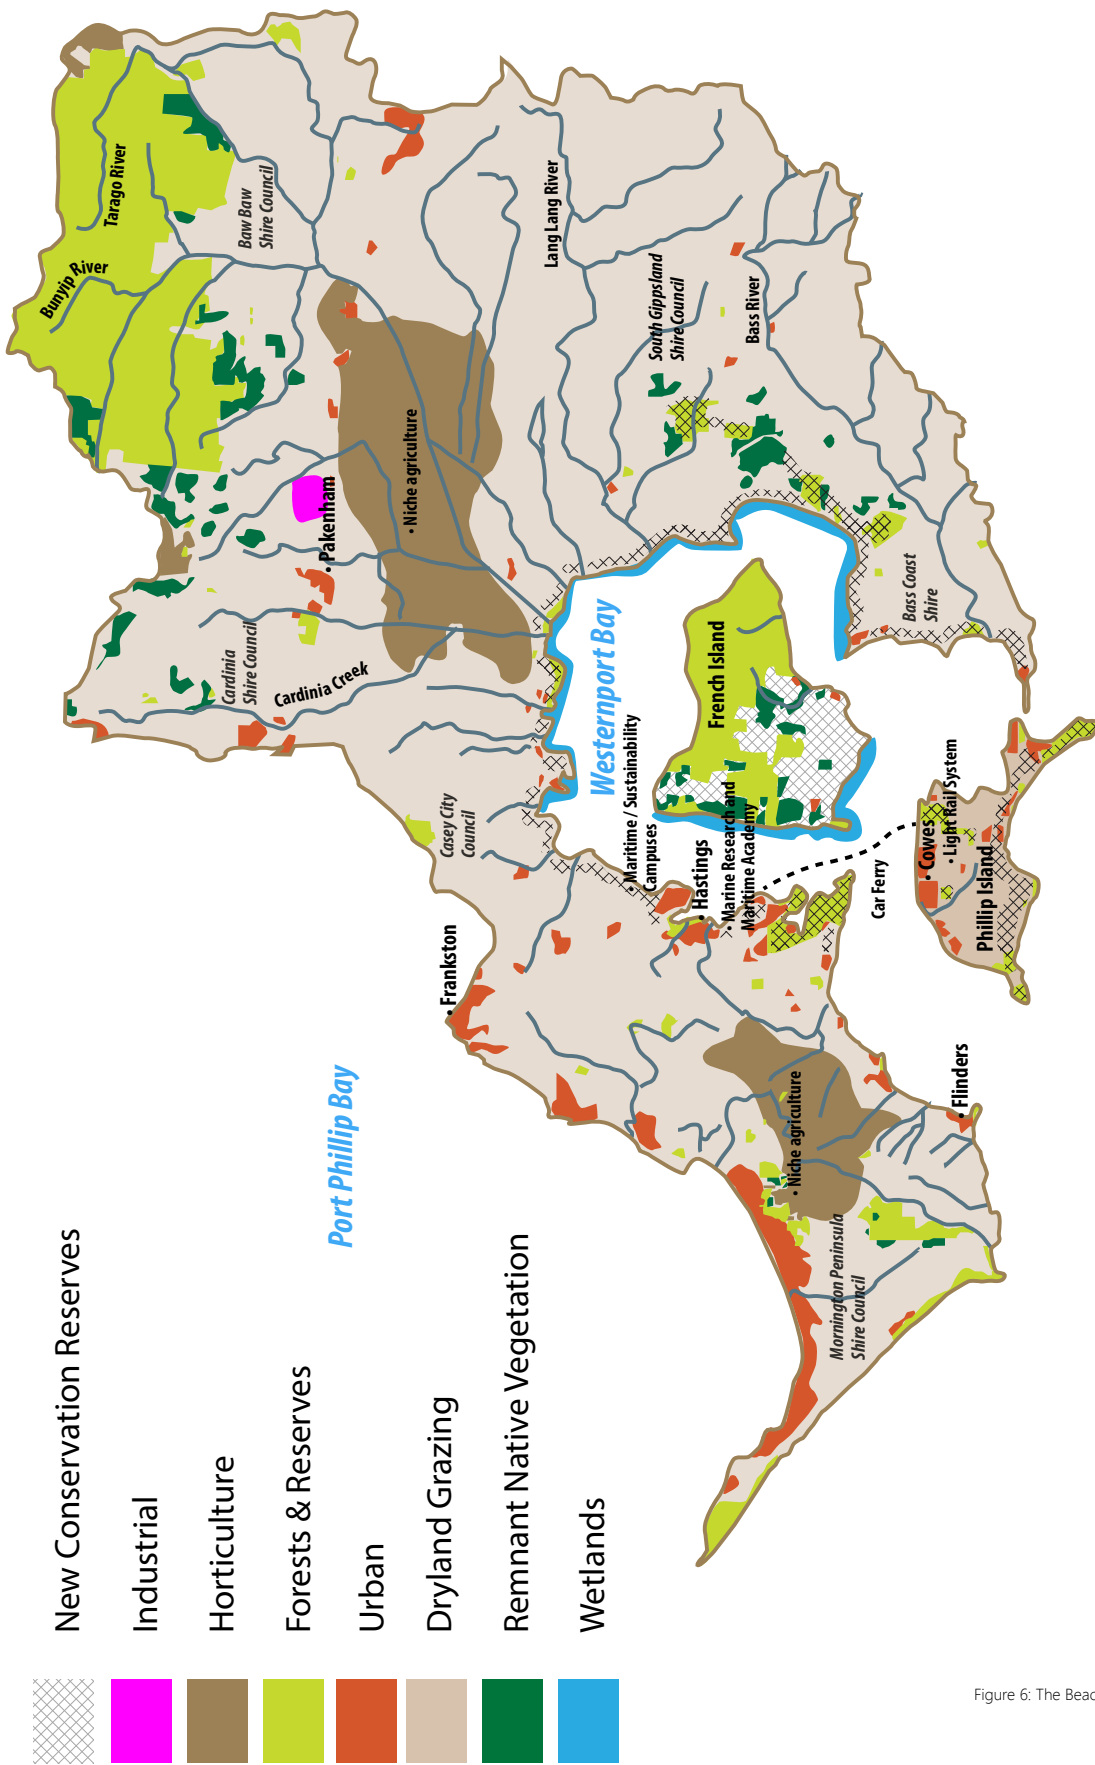 New Conservation Reserves
Industrial
Horticulture
Forests & Reserves
Urban
Dryland Grazing
Remnant Native Vegetation
Wetlands
Port Phillip Bay
Westernport Bay
Bunyip River
Tarago River
Baw Baw
Shire Council
Lang Lang River
South Gippsland
Shire Council
Bass River
• Niche agriculture
• Pakenham
Cardinia
Shire Council
Cardinia Creek
Casey City
Council
• Frankston
• Maritime / Sustainability
Campuses
• Hastings
• Marine Research and
Maritime Academy
French Island
Bass Coast
Shire
Car Ferry
• Cowes
• Light Rail System
Phillip Island
• Flinders
• Niche agriculture
Mornington Peninsula
Shire Council
Figure 6: The Beac